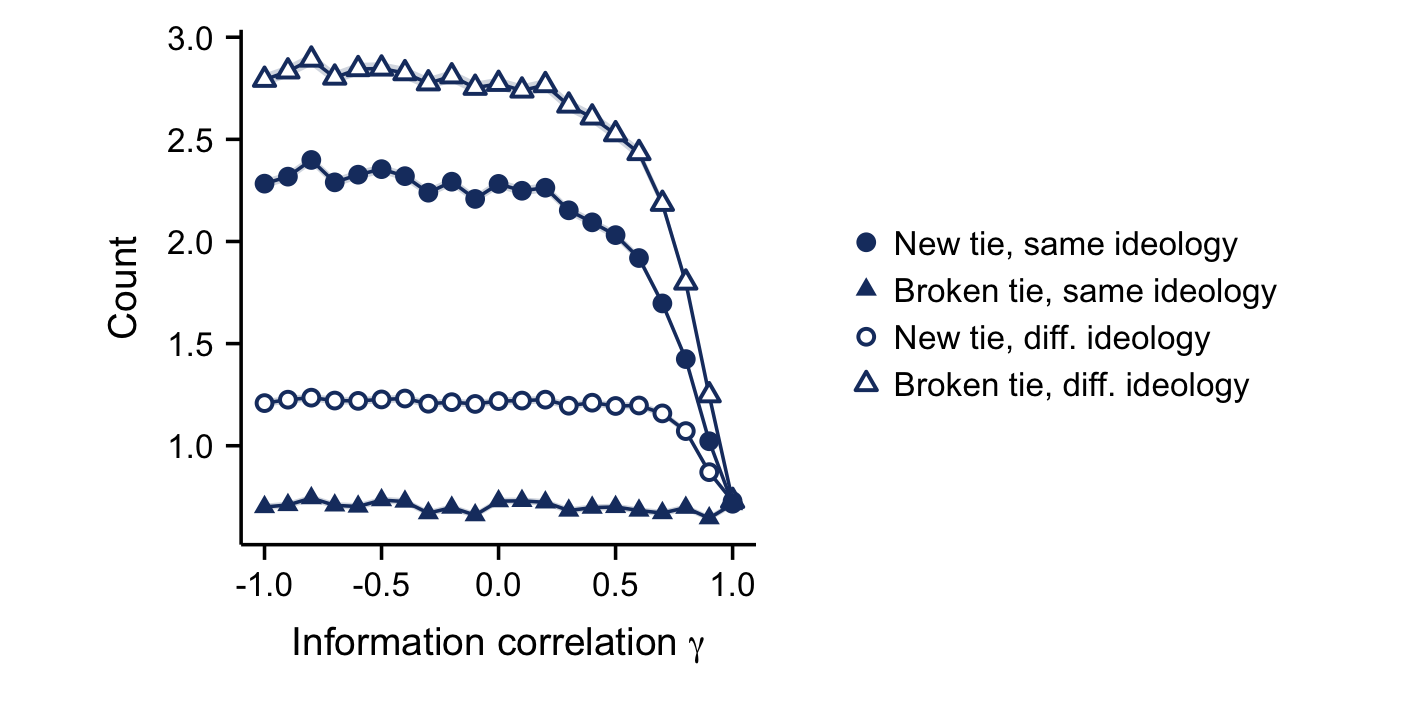 3.0
2.5
2.0
1.5
1.0
Count
-1.0 -0.5 0.0 0.5 1.0
Information correlation γ
New tie, same ideology
Broken tie, same ideology
New tie, diff. ideology
Broken tie, diff. ideology